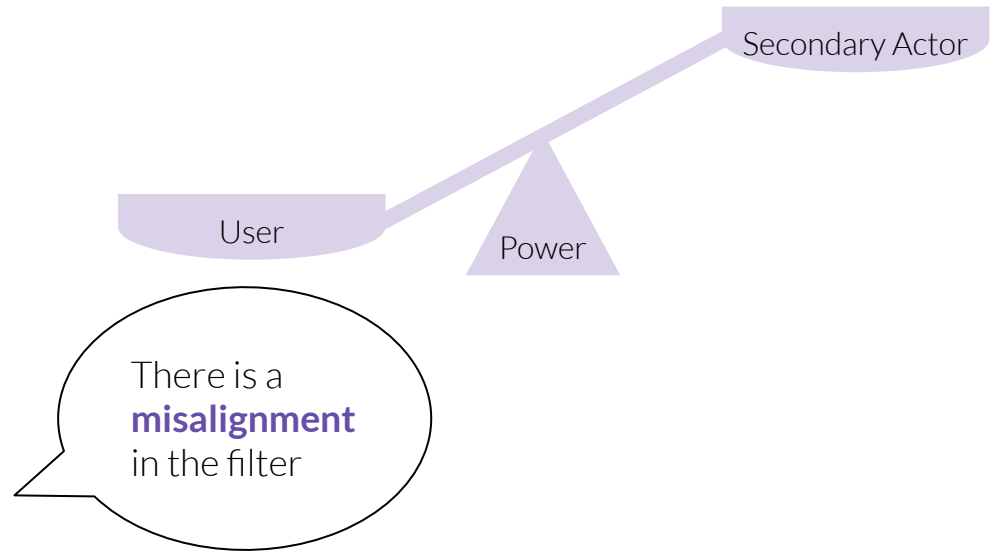 Secondary Actor
User
Power
There is a
misalignment
in the filter